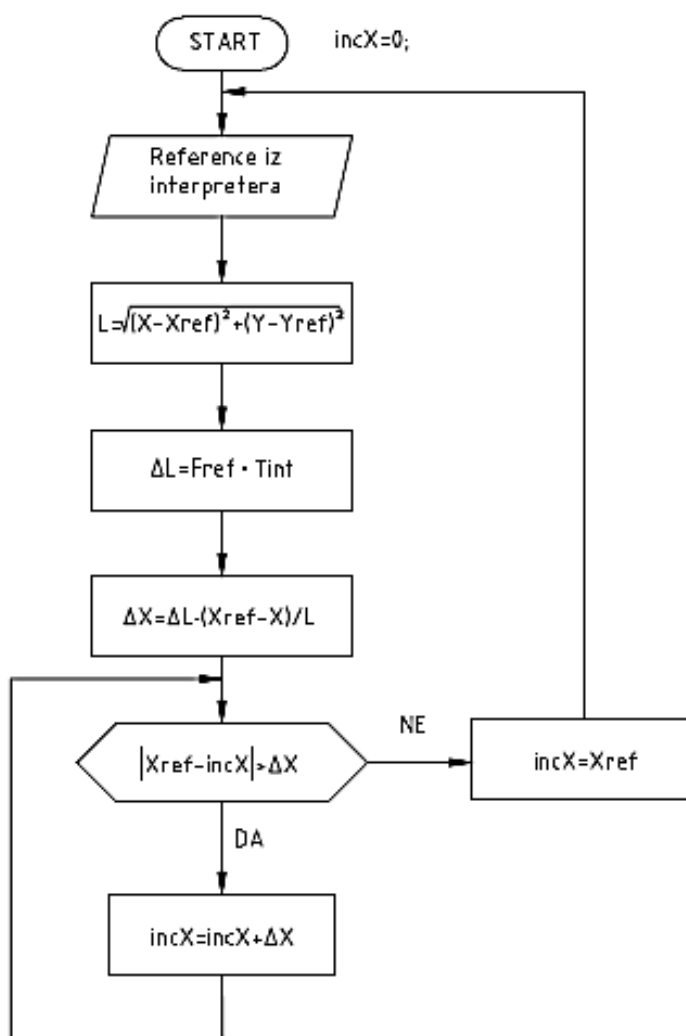 START
incX=0;
Reference iz
interpretera
L=√(X-Xref)²+(Y-Yref)²
ΔL=Fref · Tint
ΔX=ΔL·(Xref-X)/L
|Xref-incX|>ΔX
NE
incX=Xref
DA
incX=incX+ΔX